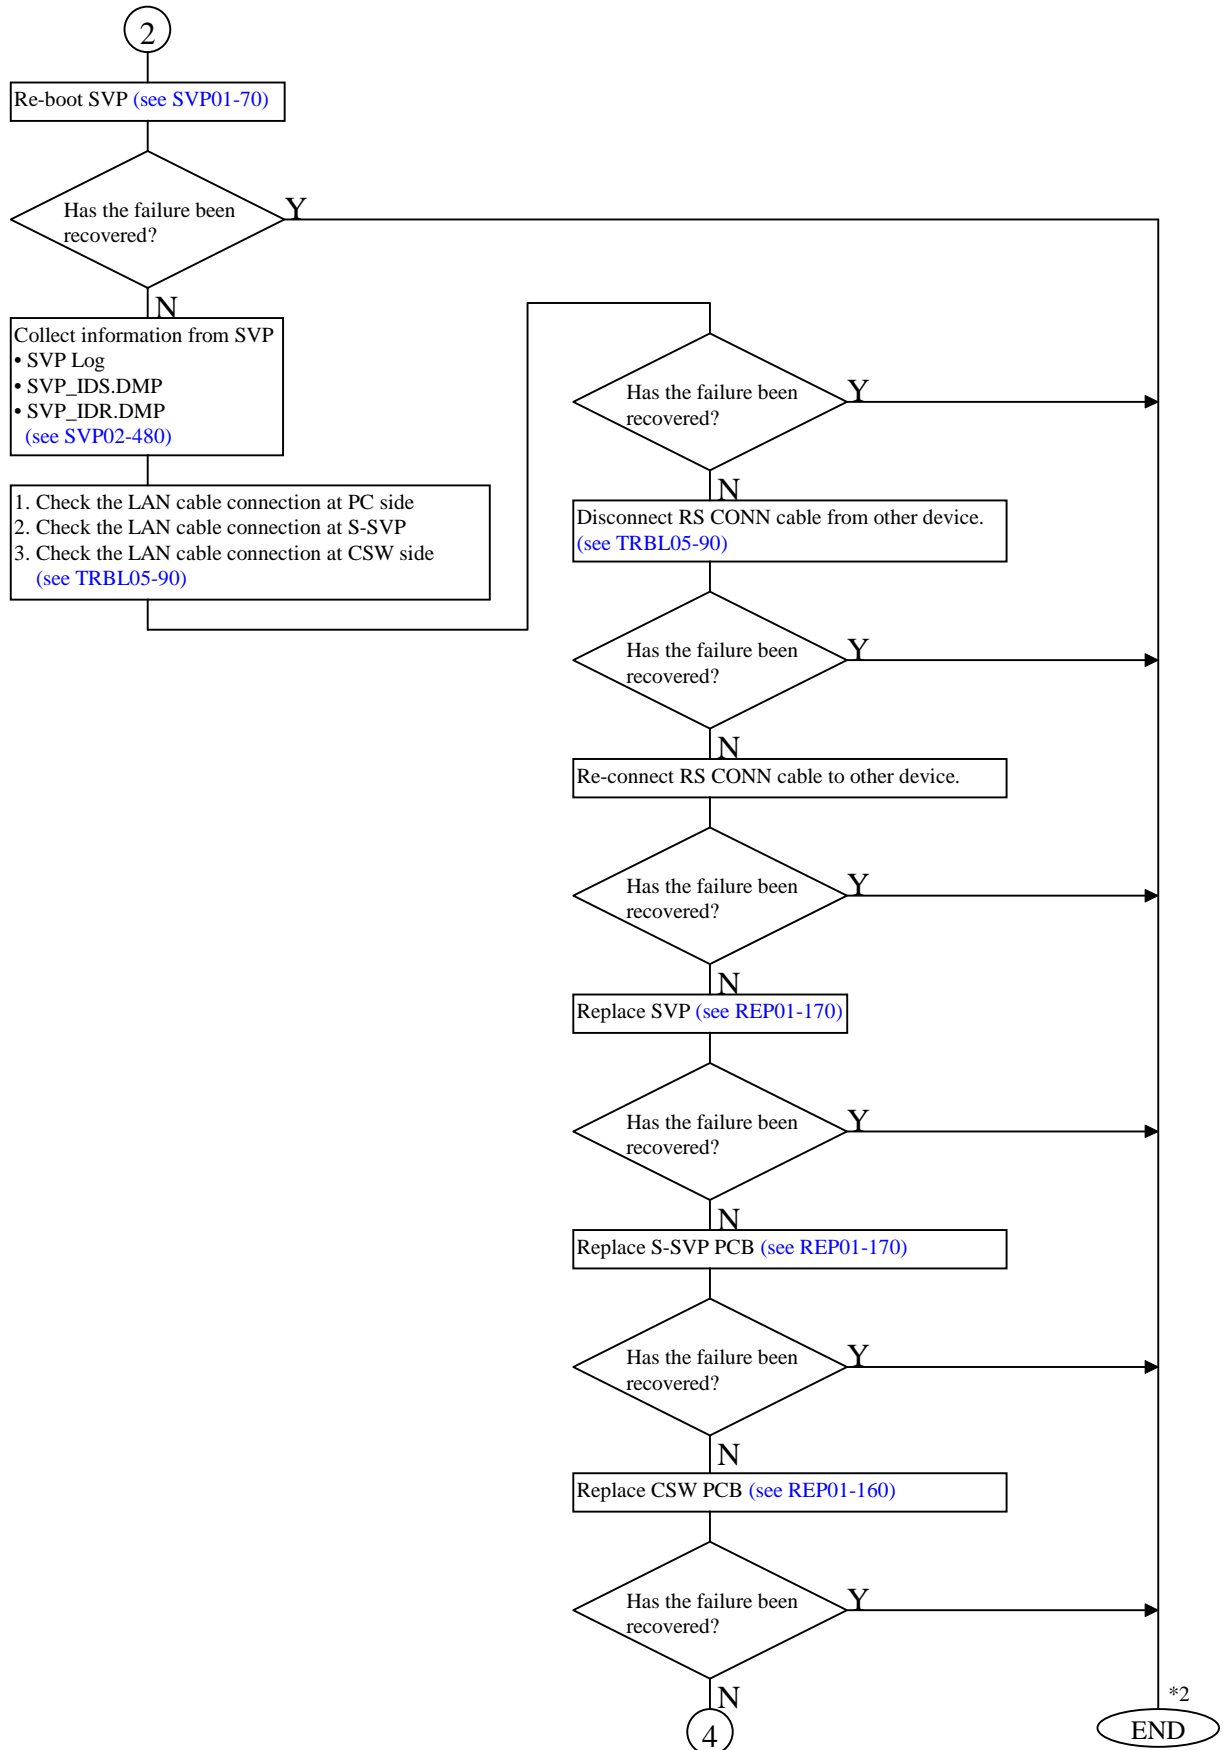 2
Re-boot SVP (see SVP01-70)
Has the failure been
recovered?
Y
N
Collect information from SVP
• SVP Log
• SVP_IDS.DMP
• SVP_IDR.DMP
(see SVP02-480)
1. Check the LAN cable connection at PC side
2. Check the LAN cable connection at S-SVP
3. Check the LAN cable connection at CSW side
(see TRBL05-90)
Has the failure been
recovered?
Y
N
Disconnect RS CONN cable from other device.
(see TRBL05-90)
Has the failure been
recovered?
Y
N
Re-connect RS CONN cable to other device.
Has the failure been
recovered?
Y
N
Replace SVP (see REP01-170)
Has the failure been
recovered?
Y
N
Replace S-SVP PCB (see REP01-170)
Has the failure been
recovered?
Y
N
Replace CSW PCB (see REP01-160)
Has the failure been
recovered?
Y
N
4
*2
END